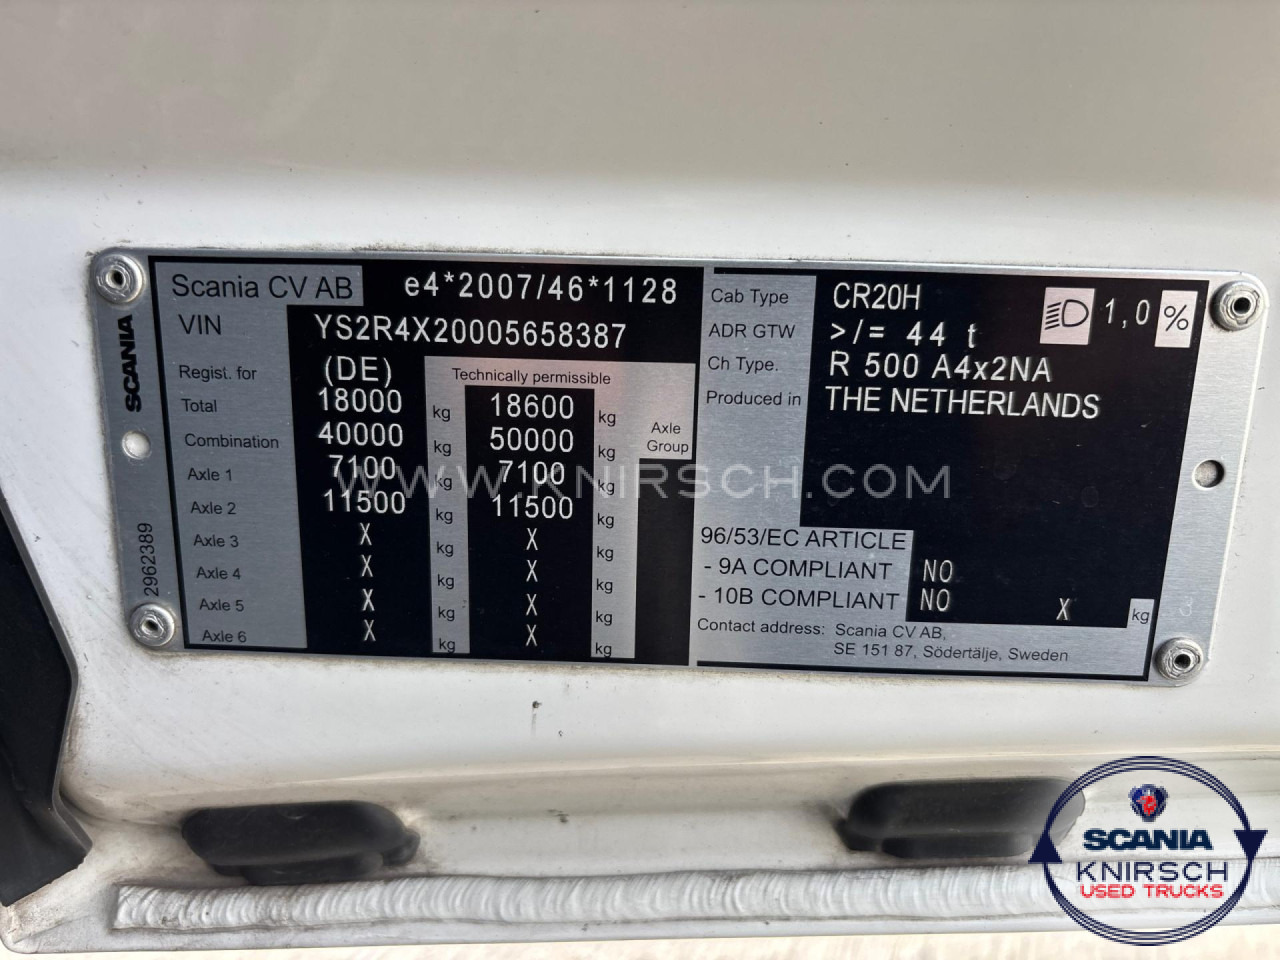 Scania CV AB e4*2007/46*1128
VIN YS2R4X20005658387
Regist. for (DE) Technically permissible
Total 18000 kg 18600 kg
Axle
Group
Combination 40000 kg 50000 kg
Axle 1 7100 kg 7100 kg
Axle 2 11500 kg 11500 kg
Axle 3 X kg X kg
Axle 4 X kg X kg
Axle 5 X kg X kg
Axle 6 X kg X kg
SCANIA
2962389
Cab Type CR20H 1,0 %
ADR GTW >/= 44 t
Ch Type. R 500 A4x2NA
Produced in THE NETHERLANDS
96/53/EC ARTICLE
- 9A COMPLIANT NO
- 10B COMPLIANT NO X kg
Contact address: Scania CV AB,
SE 151 87, Södertälje, Sweden
3
WWW.KNIRSCH.COM
SCANIA
KNIRSCH
USED TRUCKS